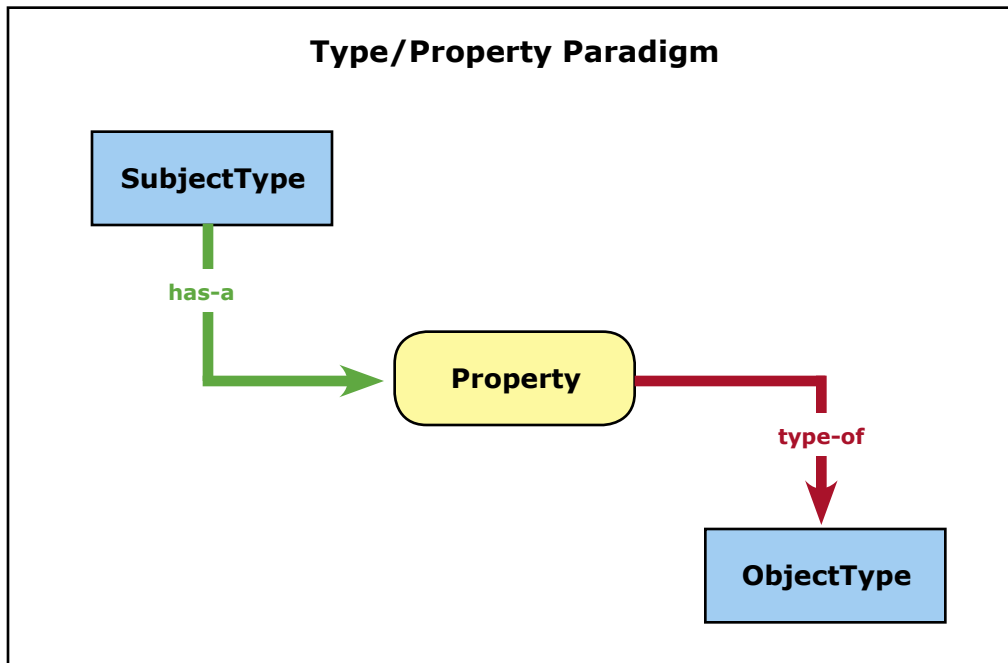 Type/Property Paradigm
SubjectType
has-a
Property
type-of
ObjectType